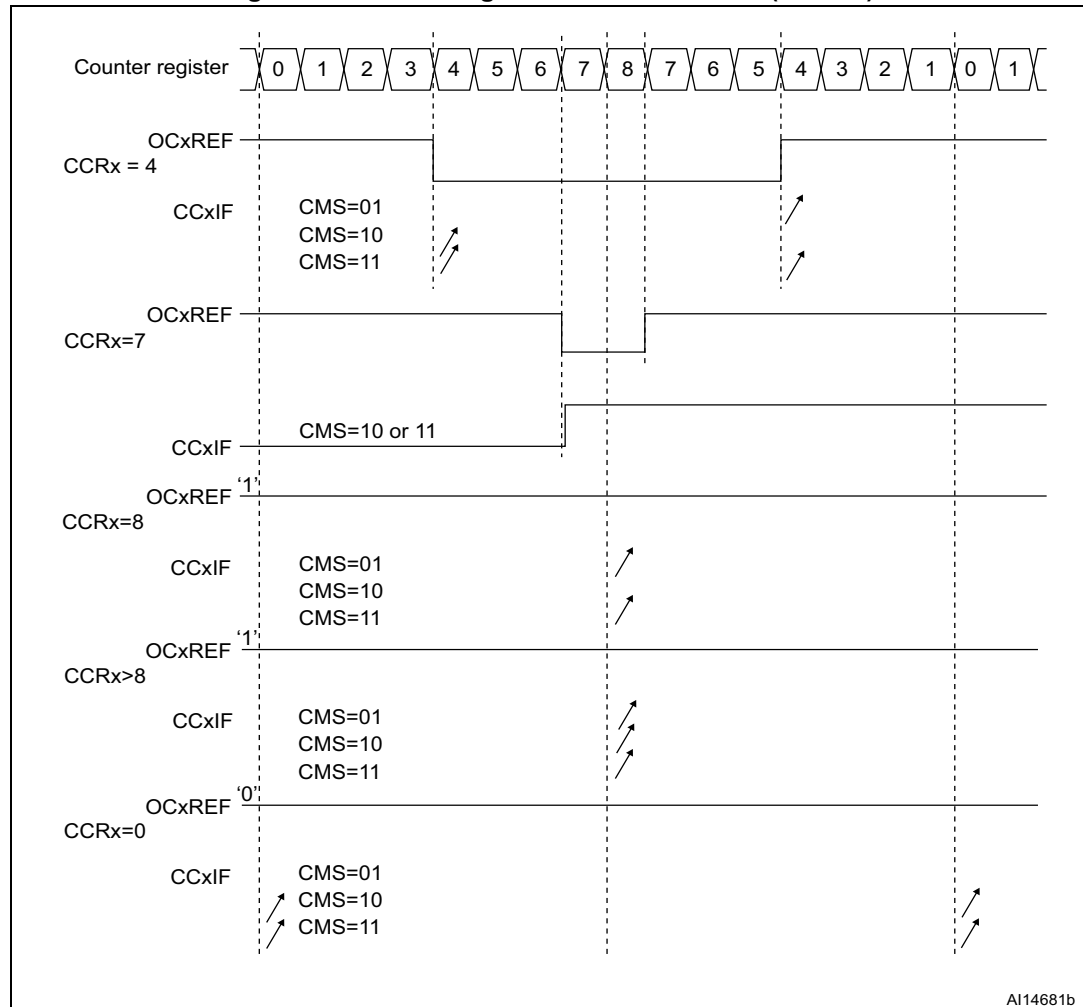 Counter register 0 1 2 3 4 5 6 7 8 7 6 5 4 3 2 1 0 1
OCxREF
CCRx = 4
CCxIF CMS=01
CMS=10
CMS=11
OCxREF
CCRx=7
CMS=10 or 11
CCxIF
OCxREF '1'
CCRx=8
CCxIF CMS=01
CMS=10
CMS=11
OCxREF '1'
CCRx>8
CCxIF CMS=01
CMS=10
CMS=11
OCxREF '0'
CCRx=0
CCxIF CMS=01
CMS=10
CMS=11
AI14681b